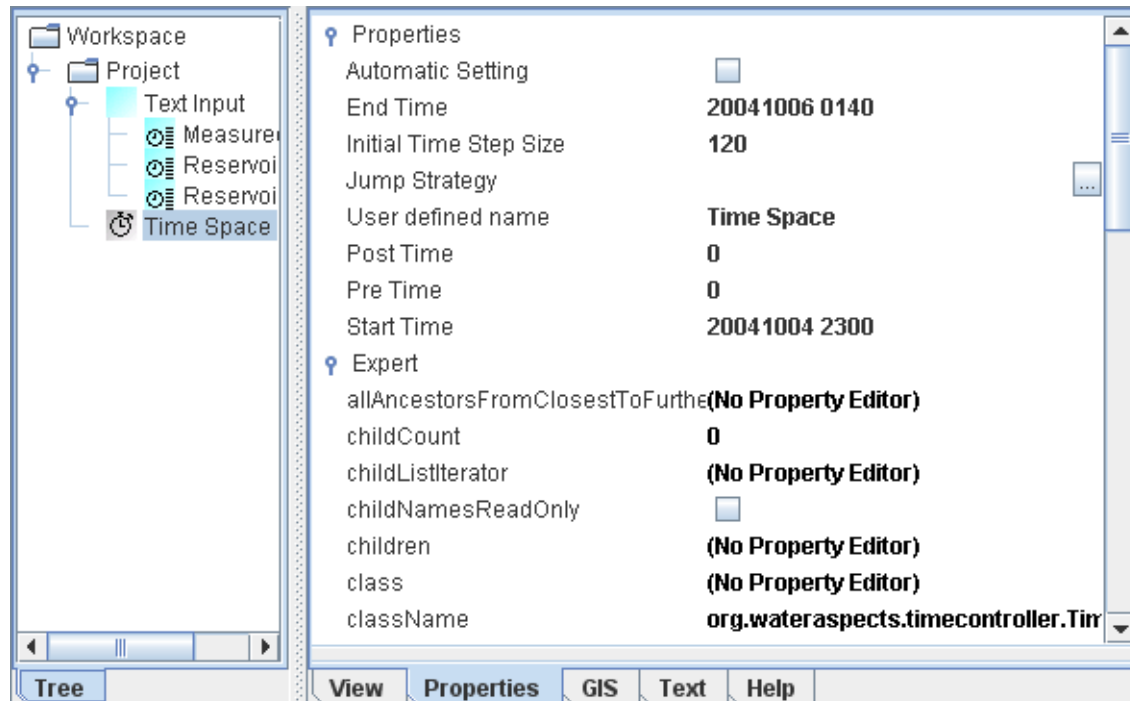 Workspace
Project
Text Input
Measured
Reservoi
Reservoi
Time Space
Tree
Properties
Automatic Setting
End Time 20041006 0140
Initial Time Step Size 120
Jump Strategy ...
User defined name Time Space
Post Time 0
Pre Time 0
Start Time 20041004 2300
Expert
allAncestorsFromClosestToFurthe(No Property Editor)
childCount 0
childListIterator (No Property Editor)
childNamesReadOnly
children (No Property Editor)
class (No Property Editor)
className org.wateraspects.timecontroller.Tim
View Properties GIS Text Help